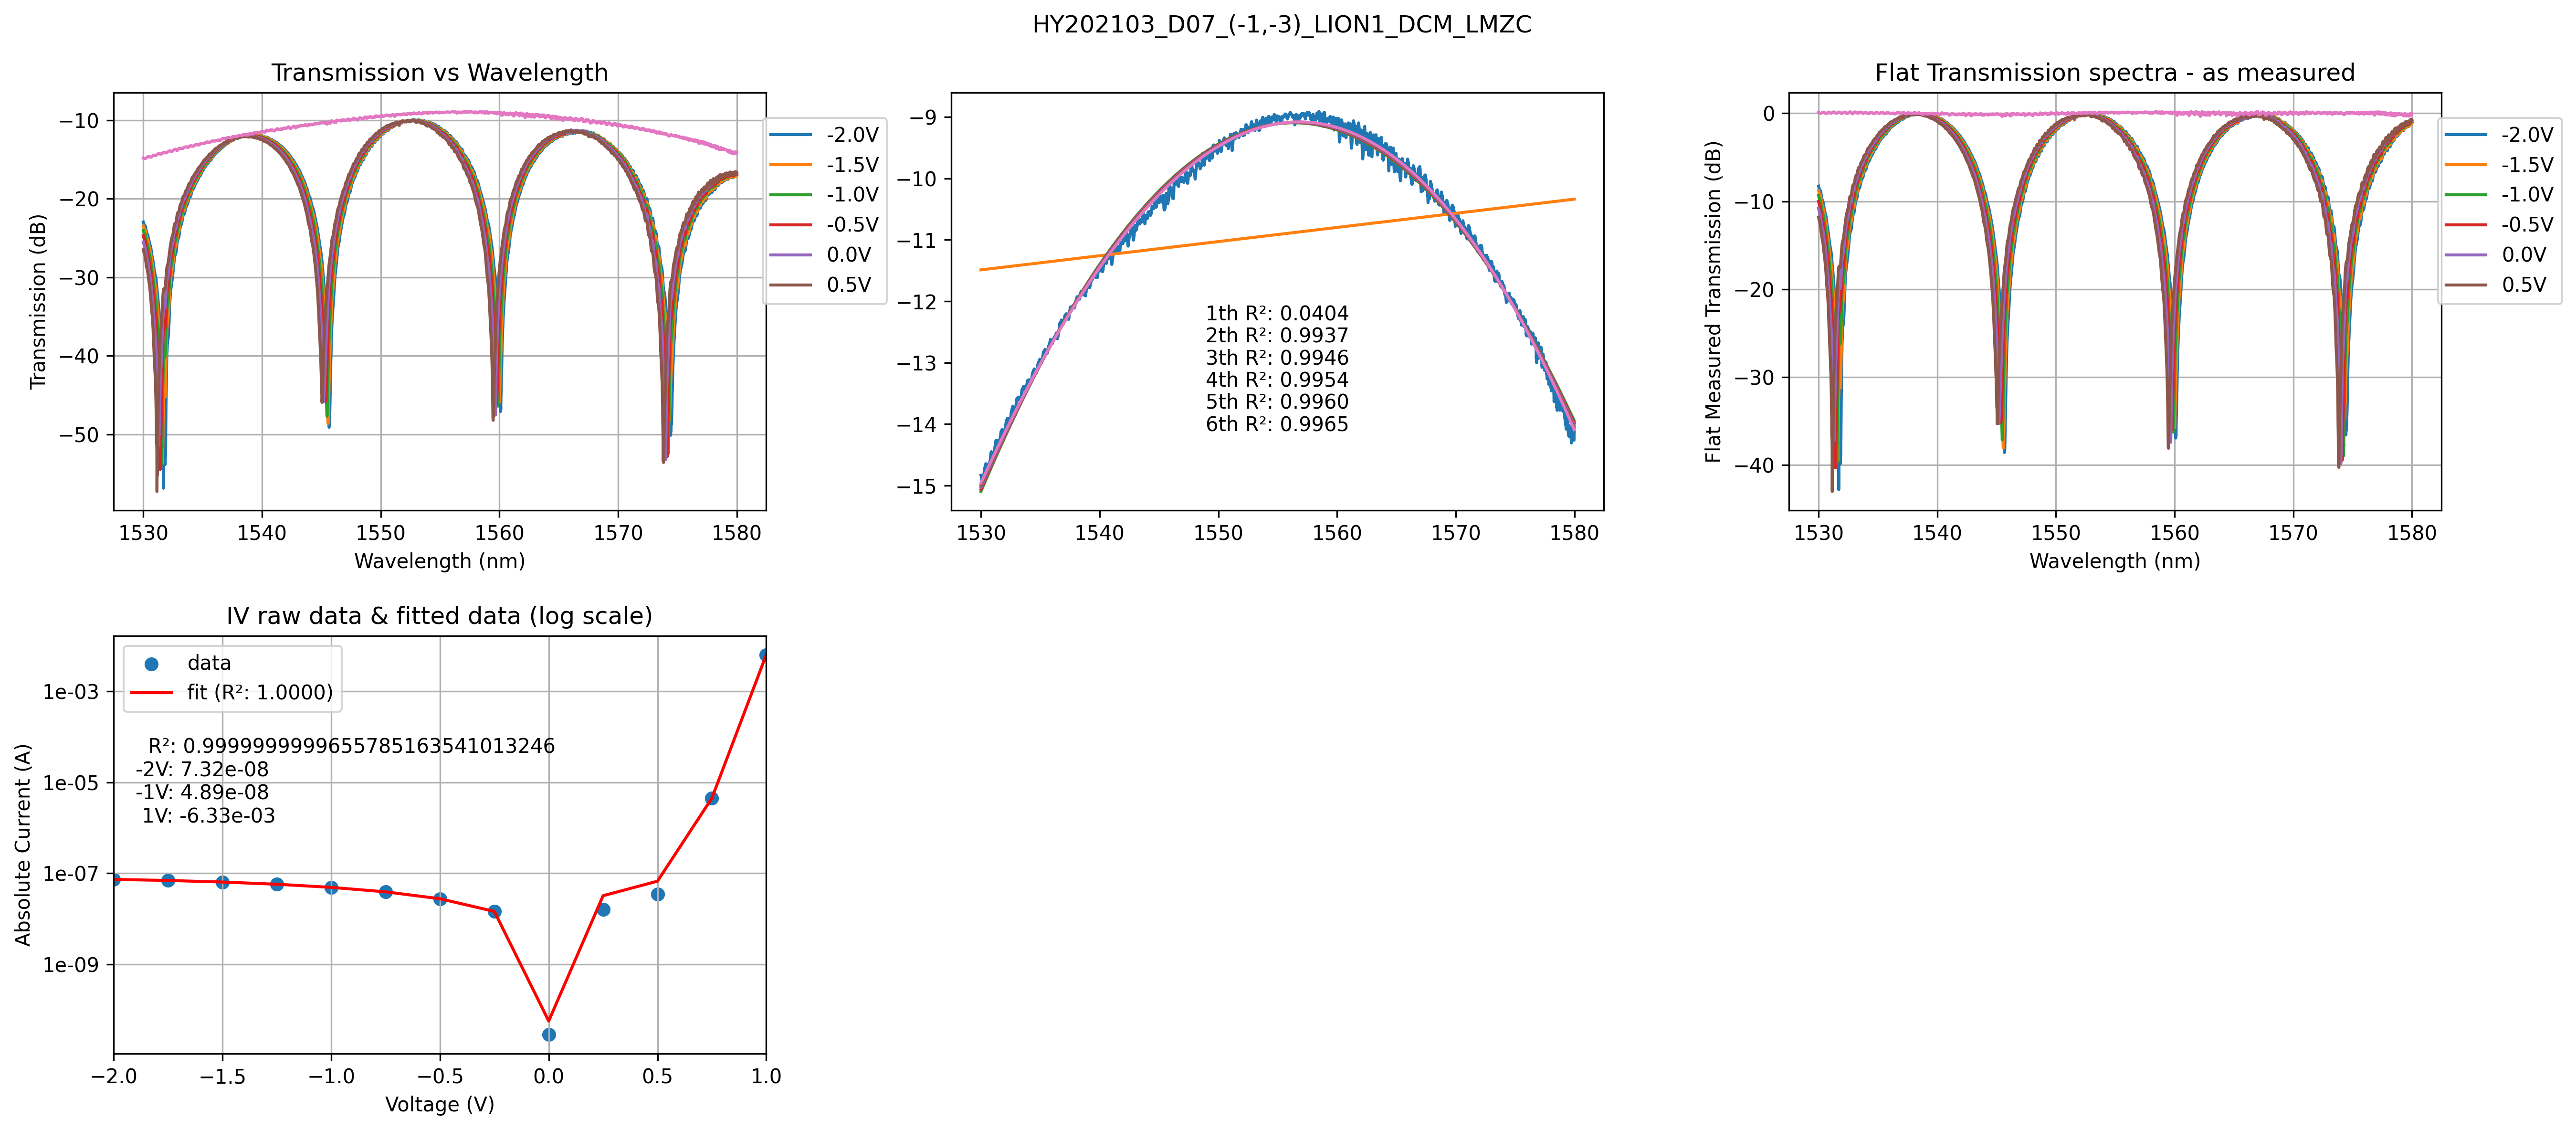 HY202103_D07_(-1,-3)_LION1_DCM_LMZC
Transmission vs Wavelength
Transmission (dB)
−10
−20
−30
−40
−50
1530 1540 1550 1560 1570 1580
Wavelength (nm)
-2.0V
-1.5V
-1.0V
-0.5V
0.0V
0.5V
−9
−10
−11
−12
−13
−14
−15
1th R²: 0.0404
2th R²: 0.9937
3th R²: 0.9946
4th R²: 0.9954
5th R²: 0.9960
6th R²: 0.9965
1530 1540 1550 1560 1570 1580
Flat Transmission spectra - as measured
Flat Measured Transmission (dB)
0
−10
−20
−30
−40
1530 1540 1550 1560 1570 1580
Wavelength (nm)
-2.0V
-1.5V
-1.0V
-0.5V
0.0V
0.5V
IV raw data & fitted data (log scale)
Absolute Current (A)
1e-03
1e-05
1e-07
1e-09
data
fit (R²: 1.0000)
R²: 0.9999999999655785163541013246
-2V: 7.32e-08
-1V: 4.89e-08
1V: -6.33e-03
−2.0 −1.5 −1.0 −0.5 0.0 0.5 1.0
Voltage (V)